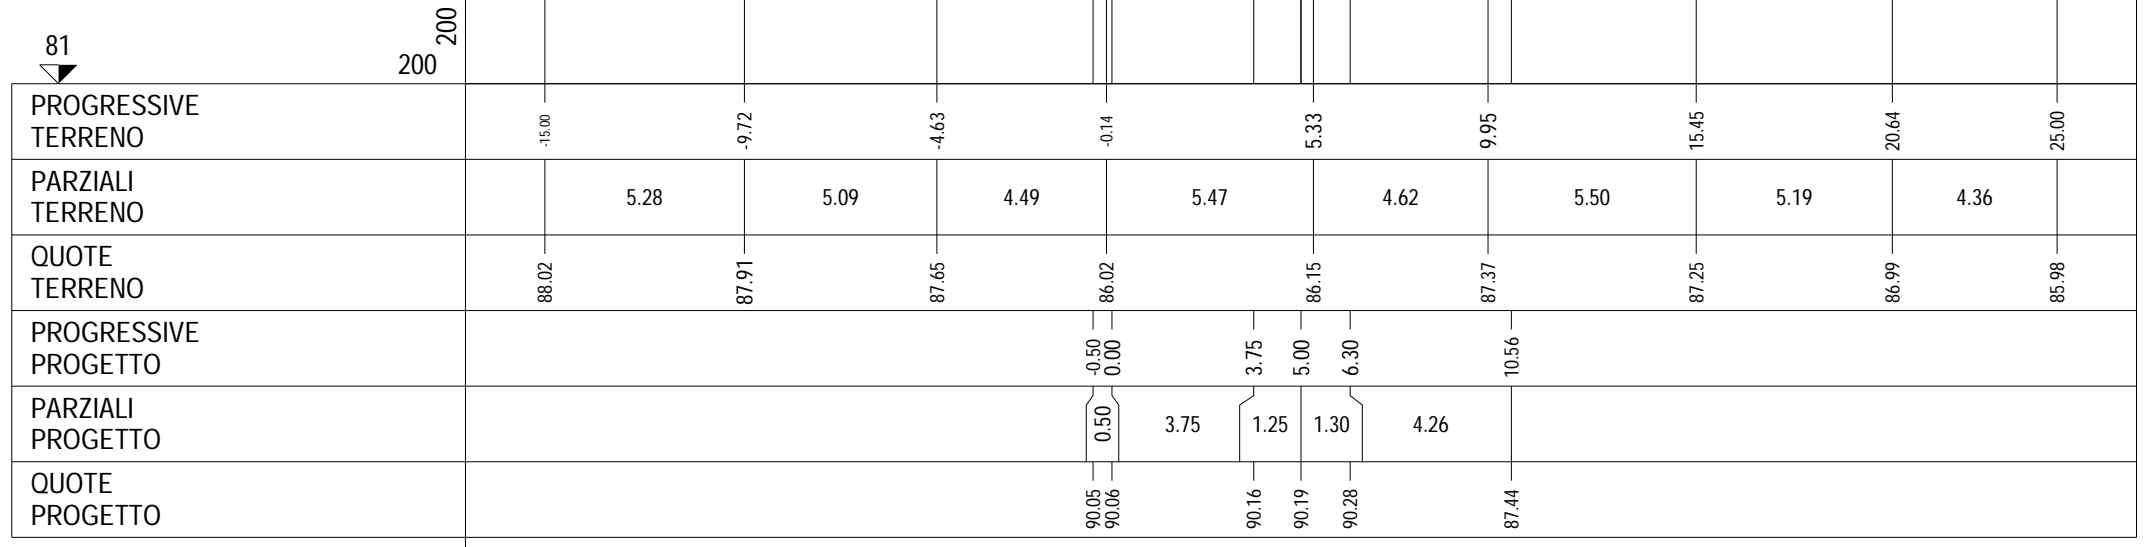 200
81
200
PROGRESSIVE
TERRENO
-15.00 -9.72 -4.63 -0.14 5.33 9.95 15.45 20.64 25.00
PARZIALI
TERRENO
5.28 5.09 4.49 5.47 4.62 5.50 5.19 4.36
QUOTE
TERRENO
88.02 87.91 87.65 86.02 86.15 87.37 87.25 86.99 85.98
PROGRESSIVE
PROGETTO
-0.50 0.00 3.75 5.00 6.30 10.56
PARZIALI
PROGETTO
0.50 3.75 1.25 1.30 4.26
QUOTE
PROGETTO
90.05 90.06 90.16 90.19 90.28 87.44